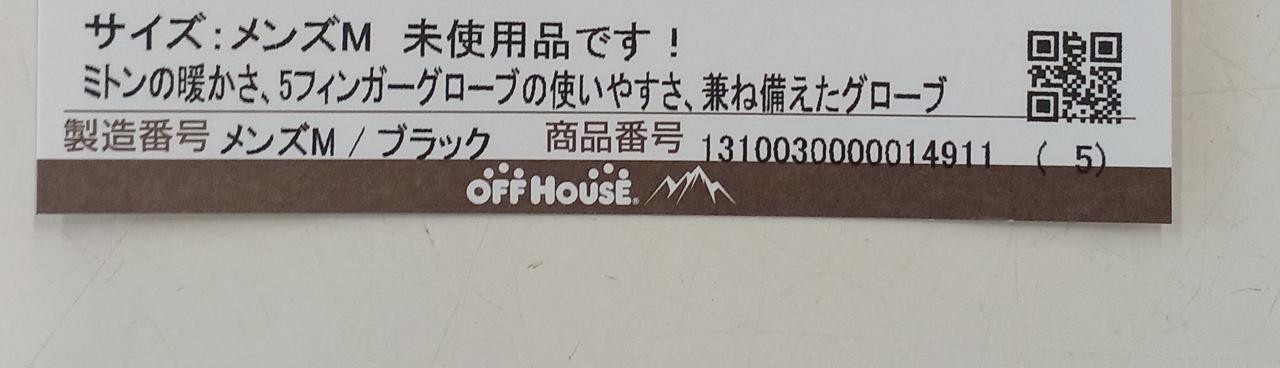 サイズ:メンズM 未使用品です!
ミトンの暖かさ、5フィンガーグローブの使いやすさ、兼ね備えたグローブ
製造番号 メンズM / ブラック 商品番号 1310030000014911 ( 5)
OFF HOUSE®